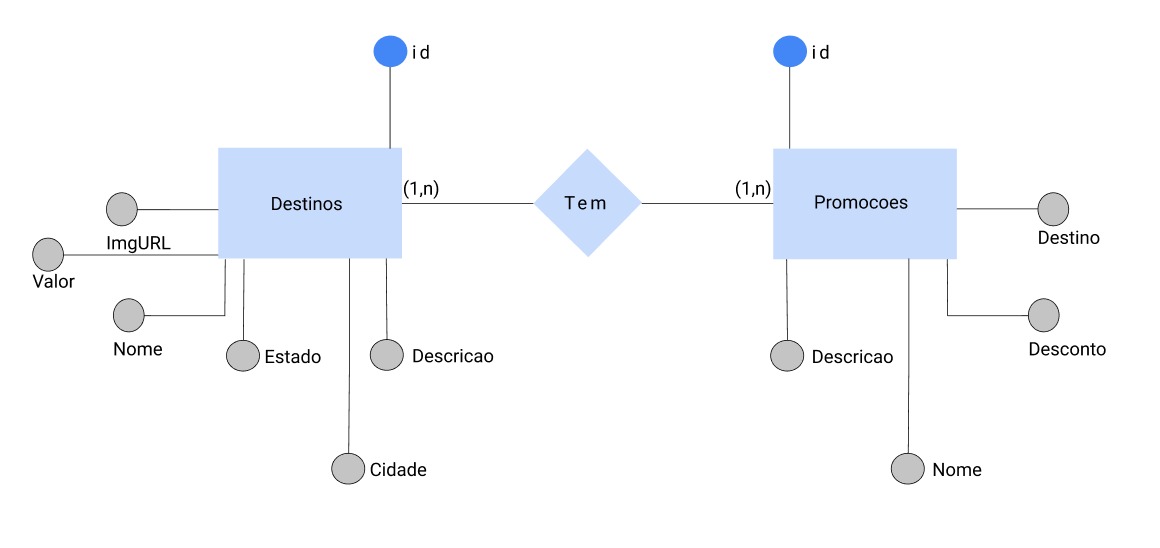 id
id
(1,n)
(1,n)
Destinos
Tem
Promocoes
ImgURL
Destino
Valor
Nome
Estado
Descricao
Descricao
Desconto
Cidade
Nome